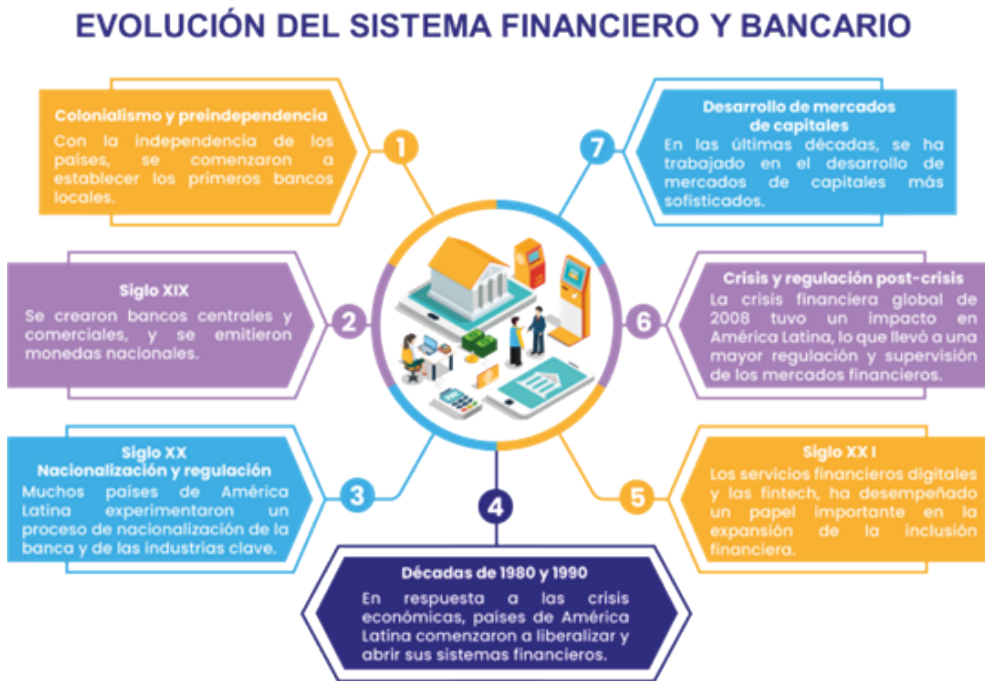 EVOLUCIÓN DEL SISTEMA FINANCIERO Y BANCARIO
Colonialismo y preindependencia
Con la independencia de los
países, se comenzaron a
establecer los primeros bancos
locales.
1
Siglo XIX
Se crearon bancos centrales y
comerciales, y se emitieron
monedas nacionales.
2
Siglo XX
Nacionalización y regulación
Muchos países de América
Latina experimentaron un
proceso de nacionalización de la
banca y de las industrias clave.
3
4
Décadas de 1980 y 1990
En respuesta a las crisis
económicas, países de América
Latina comenzaron a liberalizar y
abrir sus sistemas financieros.
5
Siglo XX I
Los servicios financieros digitales
y las fintech, ha desempeñado
un papel importante en la
expansión de la inclusión
financiera.
6
Crisis y regulación post-crisis
La crisis financiera global de
2008 tuvo un impacto en
América Latina, lo que llevó a una
mayor regulación y supervisión
de los mercados financieros.
7
Desarrollo de mercados
de capitales
En las últimas décadas, se ha
trabajado en el desarrollo de
mercados de capitales más
sofisticados.